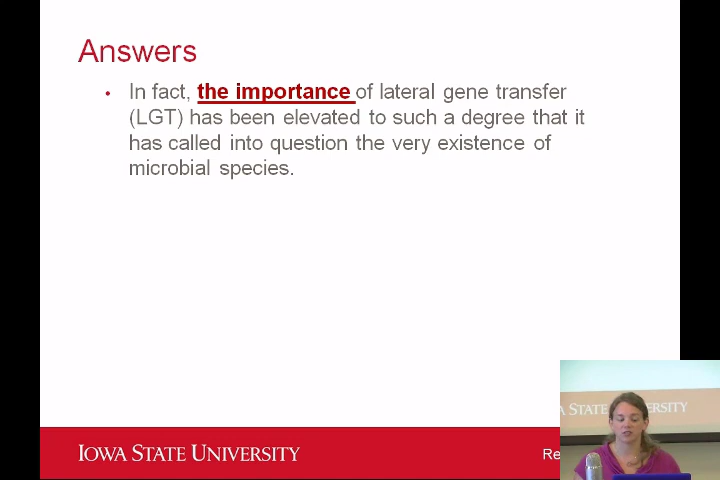 Answers
• In fact, the importance of lateral gene transfer
(LGT) has been elevated to such a degree that it
has called into question the very existence of
microbial species.
IOWA STATE UNIVERSITY
Re
A STATE UNIVERSITY